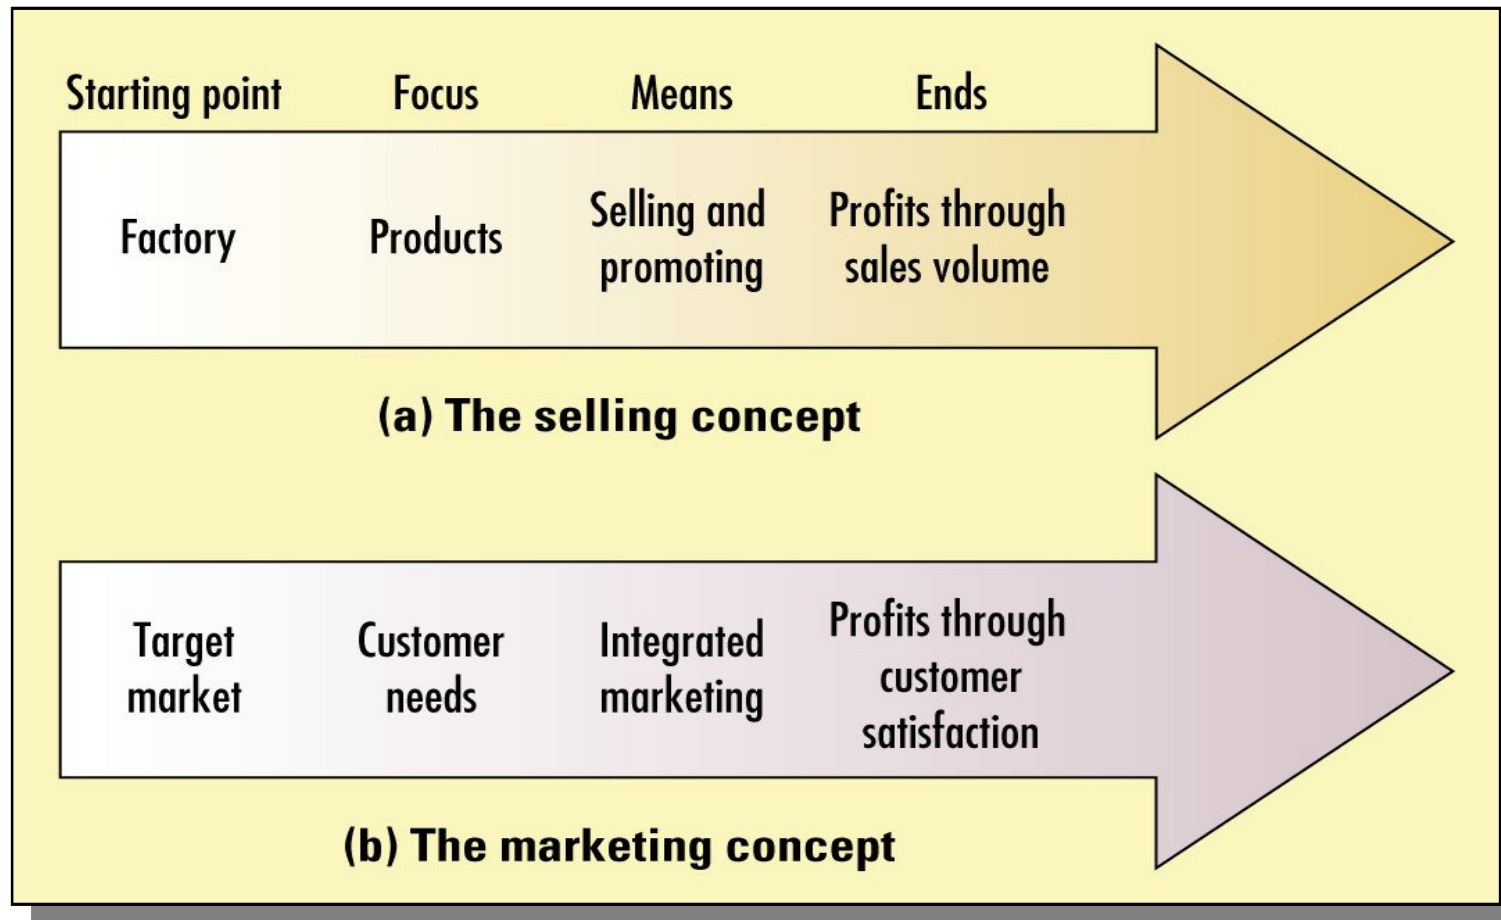 Starting point Focus Means Ends
Factory Products Selling and promoting Profits through sales volume
(a) The selling concept
Target market Customer needs Integrated marketing Profits through customer satisfaction
(b) The marketing concept